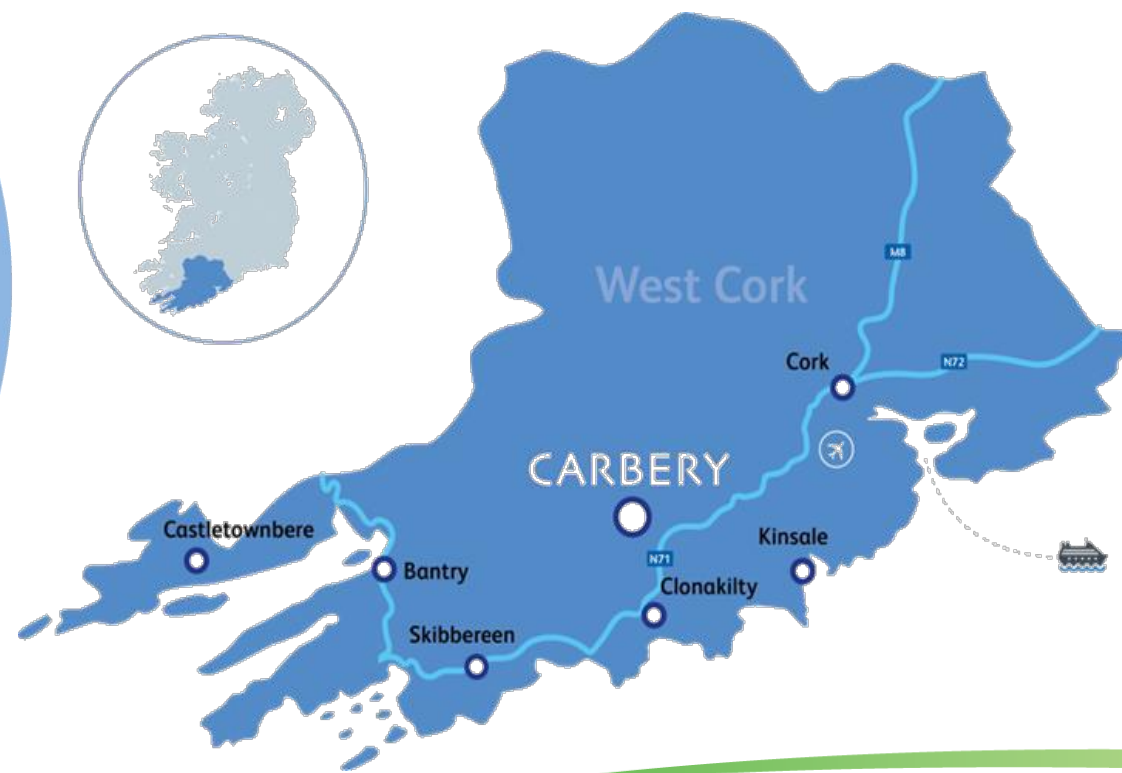 M8
West Cork
Cork
N72
CARBERY
Castletownbere
Kinsale
N71
Bantry
Clonakilty
Skibbereen